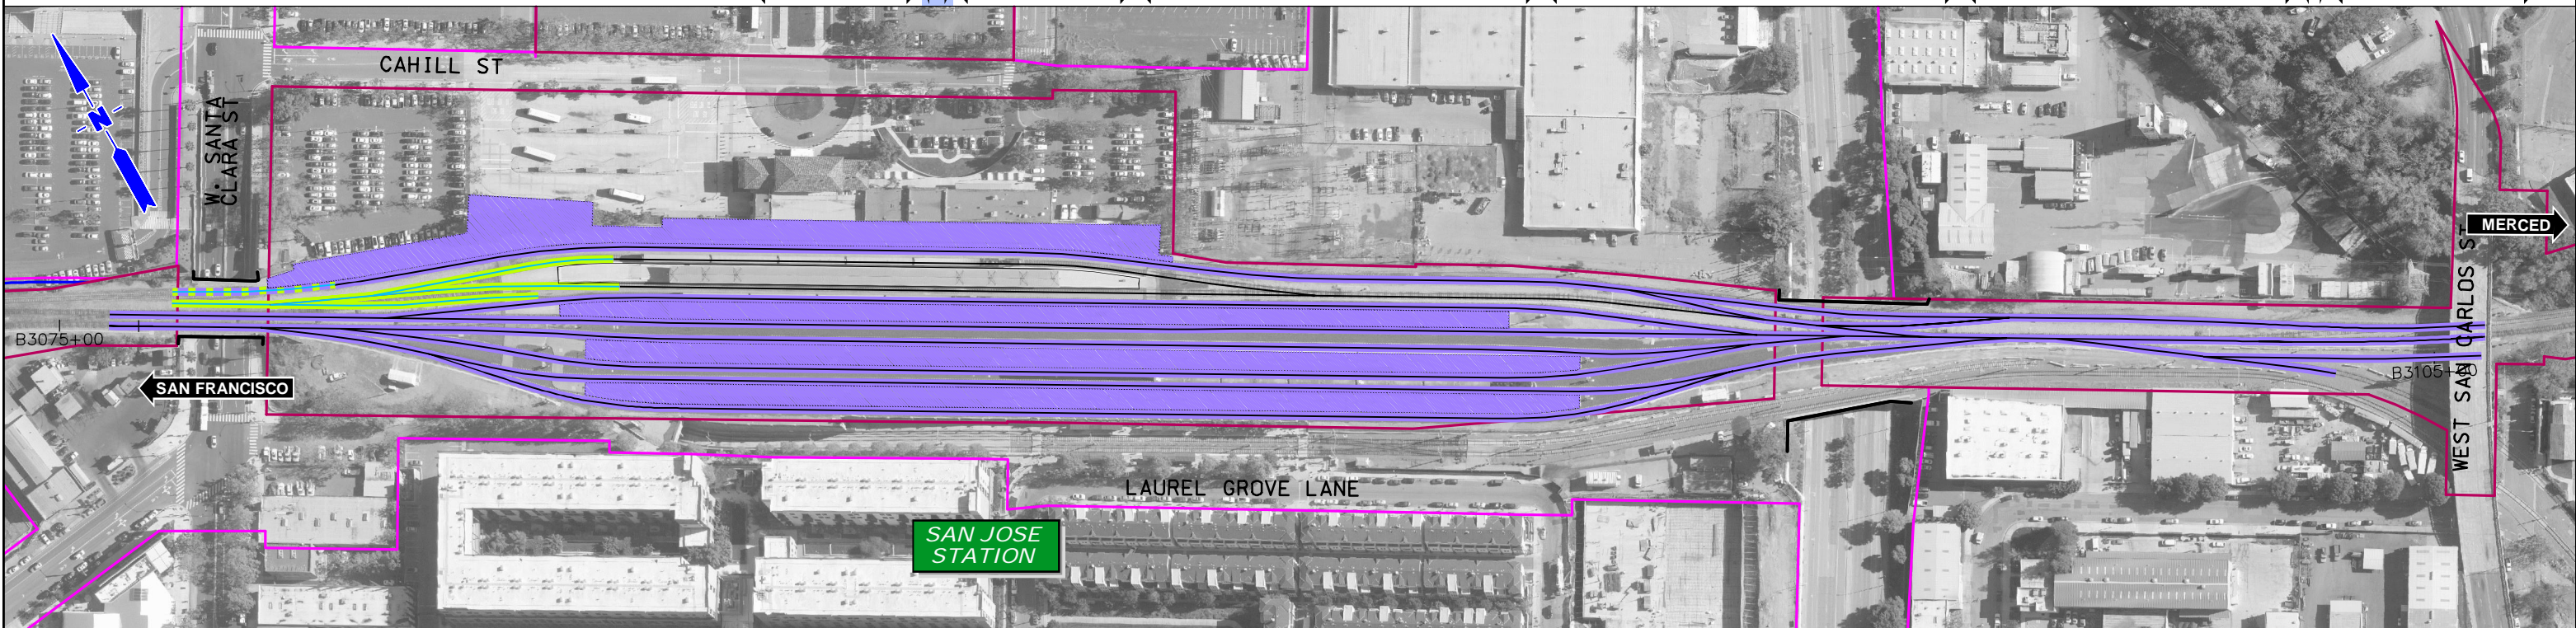 CAHILL ST
W. SANTA
CLARA ST
N
MERCED
WEST SAN CARLOS ST
B3075+00
SAN FRANCISCO
B3105+00
LAUREL GROVE LANE
SAN JOSE
STATION